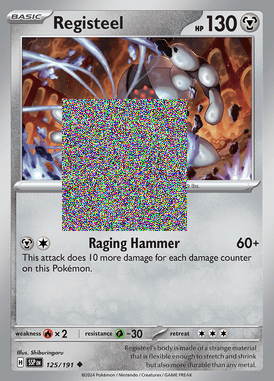 BASIC
Registeel
HP 130
lbs.
Raging Hammer 60+
This attack does 10 more damage for each damage counter
on this Pokémon.
weakness × 2 resistance -30 retreat
Illus. Shiburingaru
H SSP EN 125/191
Registeel's body is made of a strange material
that is flexible enough to stretch and shrink
but also more durable than any metal.
©2024 Pokémon / Nintendo / Creatures / GAME FREAK